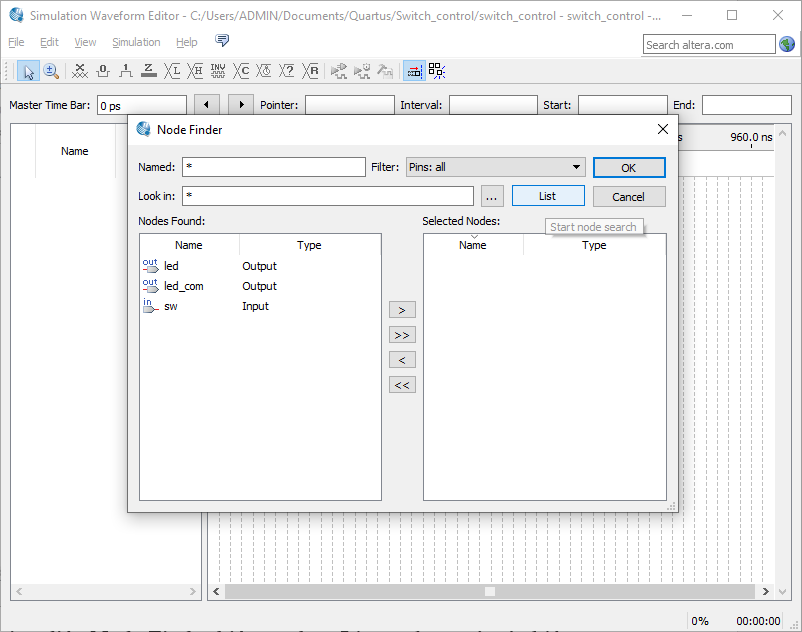 Simulation Waveform Editor - C:/Users/ADMIN/Documents/Quartus/Switch_control/switch_control - switch_control -...
File Edit View Simulation Help
Search altera.com
Master Time Bar: 0 ps Pointer: Interval: Start: End:
Name
960.0 ns
Node Finder
Named: * Filter: Pins: all OK
Look in: * ... List Cancel
Start node search
Nodes Found: Selected Nodes:
Name Type Name Type
out led Output
out led_com Output
in sw Input
>
>>
<
<<
0% 00:00:00